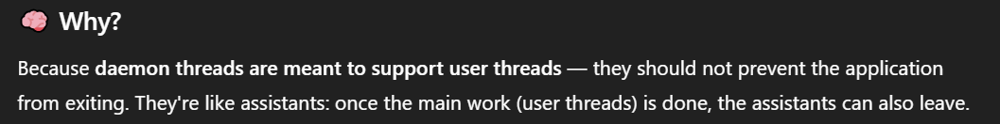 🧠 Why?
Because daemon threads are meant to support user threads — they should not prevent the application
from exiting. They're like assistants: once the main work (user threads) is done, the assistants can also leave.